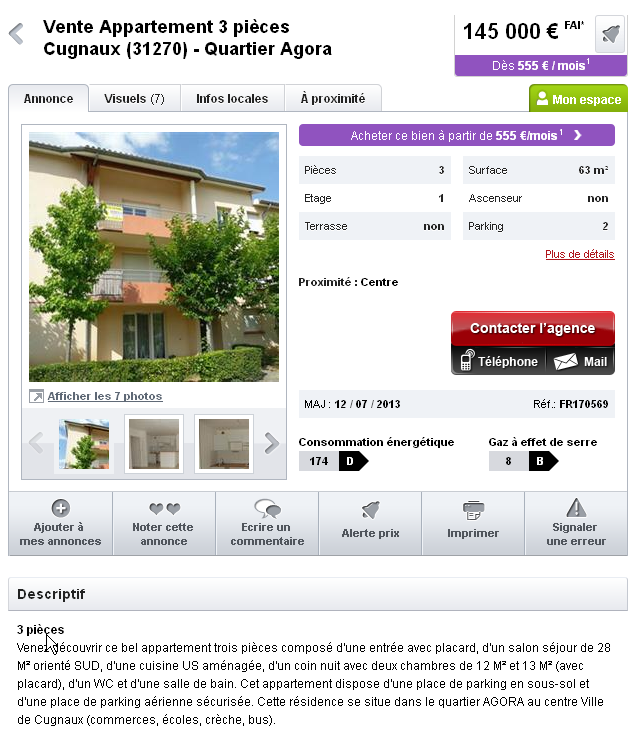 Vente Appartement 3 pièces
Cugnaux (31270) - Quartier Agora
145 000 € FAI*
Dès 555 € / mois¹
Annonce
Visuels (7)
Infos locales
À proximité
Mon espace
Acheter ce bien à partir de 555 €/mois ¹
Pièces 3
Surface 63 m²
Etage 1
Ascenseur non
Terrasse non
Parking 2
Plus de détails
Proximité : Centre
Contacter l'agence
Téléphone
Mail
Afficher les 7 photos
MAJ : 12 / 07 / 2013
Réf.: FR170569
Consommation énergétique
174 D
Gaz à effet de serre
8 B
Ajouter à
mes annonces
Noter cette
annonce
Ecrire un
commentaire
Alerte prix
Imprimer
Signaler
une erreur
Descriptif
3 pièces
Venez découvrir ce bel appartement trois pièces composé d'une entrée avec placard, d'un salon séjour de 28
M² orienté SUD, d'une cuisine US aménagée, d'un coin nuit avec deux chambres de 12 M² et 13 M² (avec
placard), d'un WC et d'une salle de bain. Cet appartement dispose d'une place de parking en sous-sol et
d'une place de parking aérienne sécurisée. Cette résidence se situe dans le quartier AGORA au centre Ville
de Cugnaux (commerces, écoles, crèche, bus).